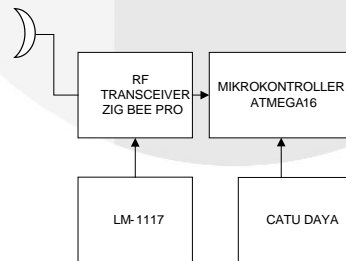 RF
TRANSCEIVER
ZIG BEE PRO
MIKROKONTROLLER
ATMEGA16
LM-1117
CATU DAYA